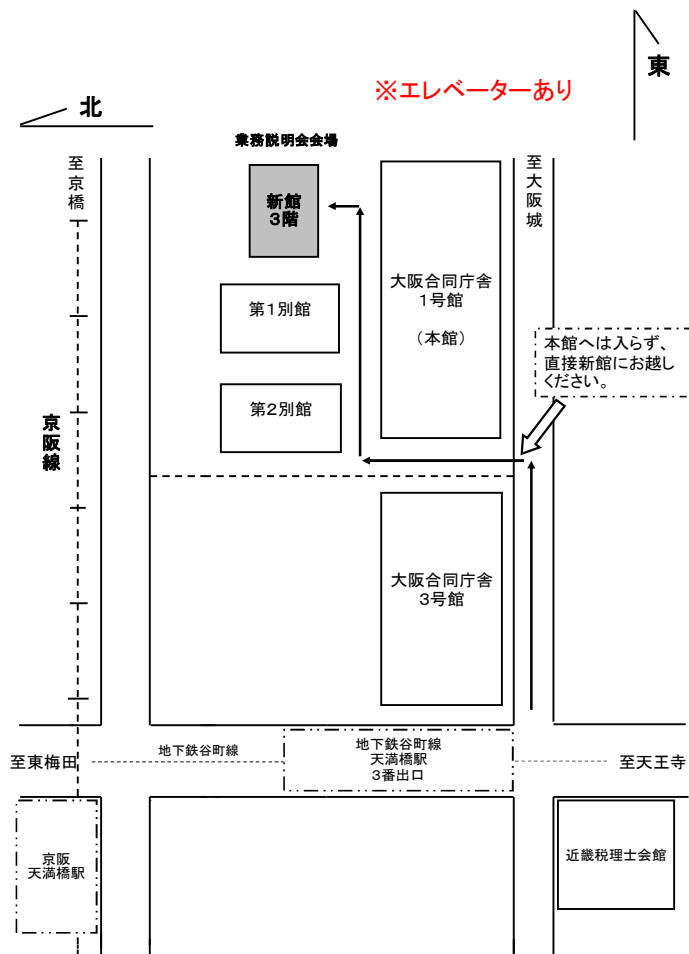 東
※エレベーターあり
北
業務説明会会場
至京橋
至大阪城
新館
3階
大阪合同庁舎
1号館
（本館）
第1別館
本館へは入らず、
直接新館にお越し
ください。
第2別館
京阪線
大阪合同庁舎
3号館
至東梅田
地下鉄谷町線
地下鉄谷町線
天満橋駅
3番出口
至天王寺
京阪
天満橋駅
近畿税理士会館